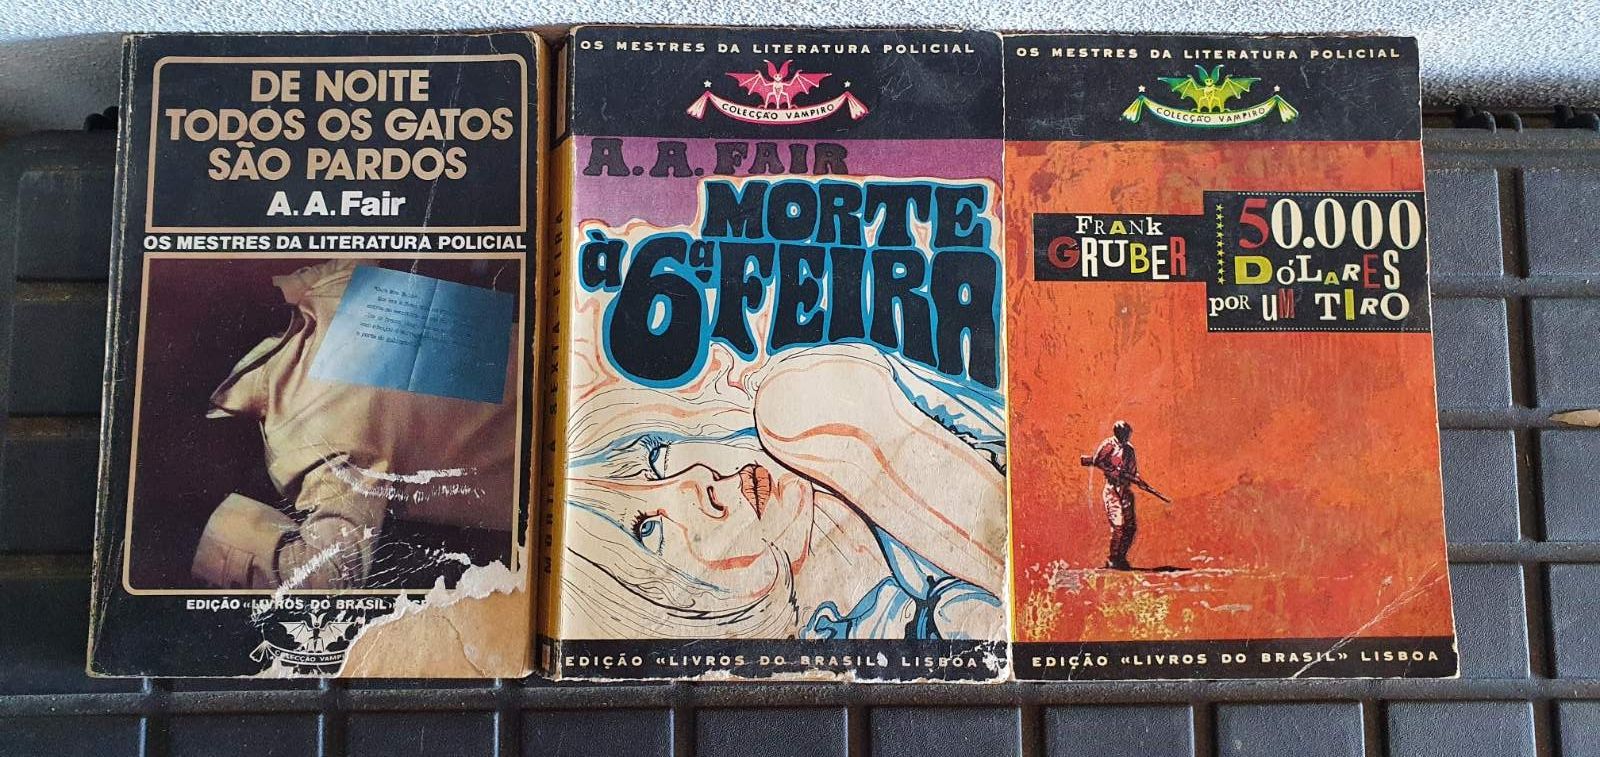 DE NOITE
TODOS OS GATOS
SÃO PARDOS
A. A. Fair
OS MESTRES DA LITERATURA POLICIAL
EDIÇÃO «LIVROS DO BRASIL»
COLECÇÃO VAMPI
MORTE À SEXTA-FEIRA
OS MESTRES DA LITERATURA POLICIAL
COLECÇÃO VAMPIRO
A. A. FAIR
MORTE
à 6ª FEIRA
EDIÇÃO «LIVROS DO BRASIL» LISBOA
OS MESTRES DA LITERATURA POLICIAL
COLECÇÃO VAMPIRO
FRANK
GRUBER
50.000
DÓLARES
POR UM TIRO
EDIÇÃO «LIVROS DO BRASIL» LISBOA